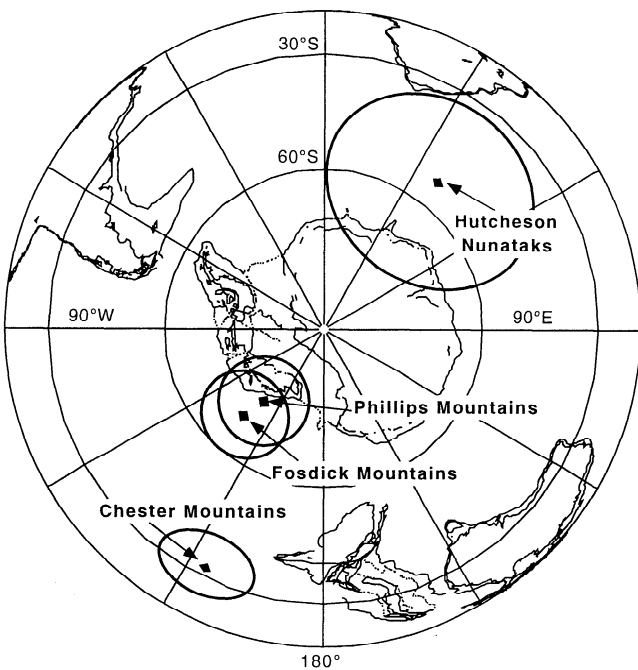 30°S
60°S
Hutcheson
Nunataks
90°W
90°E
Phillips Mountains
Fosdick Mountains
Chester Mountains
180°